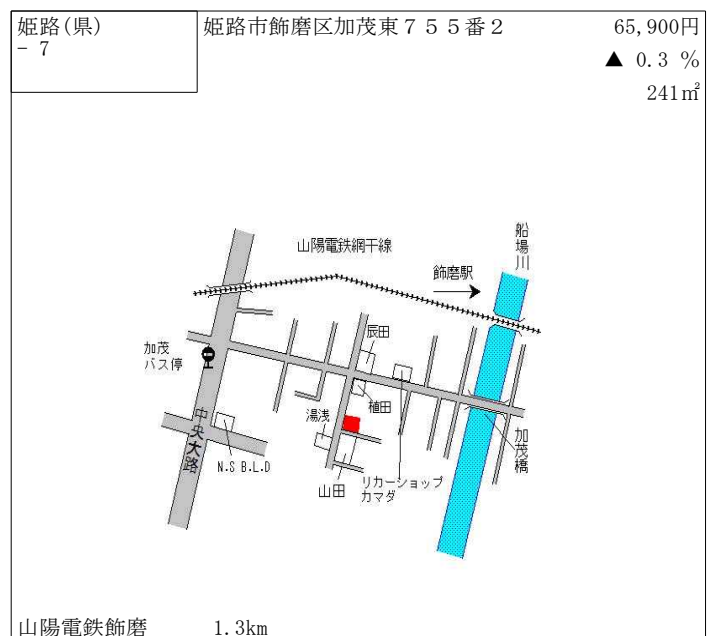 姫路(県)
- 7
姫路市飾磨区加茂東７５５番２
65,900円
▲ 0.3 %
241㎡
船場川
山陽電鉄網干線
飾磨駅
辰田
加茂
バス停
植田
湯浅
中央大路
加茂橋
N.S B.L.D
リカーショップ
カマダ
山田
山陽電鉄飾磨 1.3km